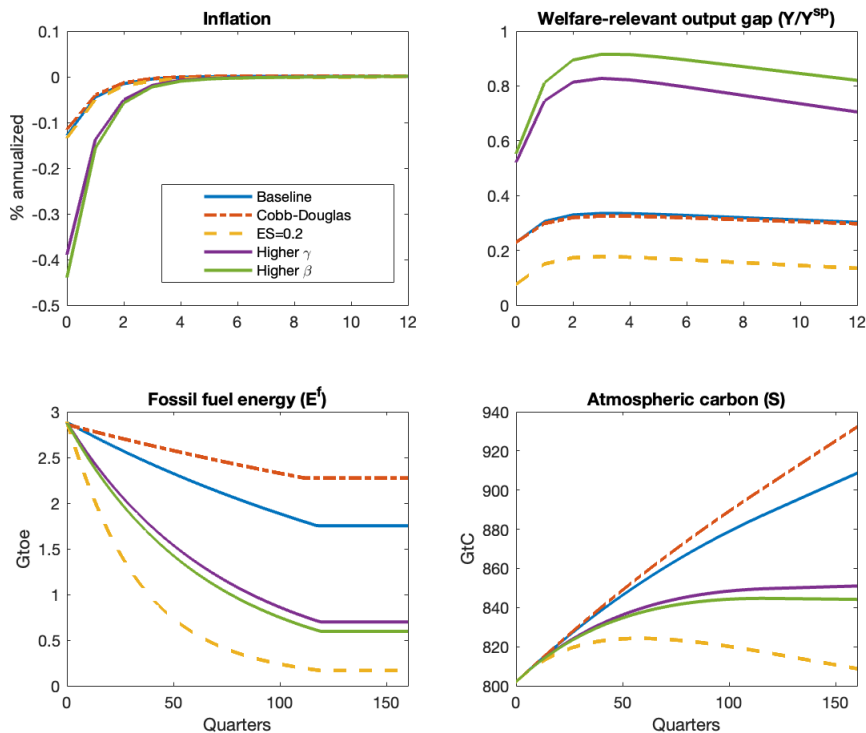 Inflation
0.1
0
-0.1
-0.2
-0.3
-0.4
-0.5
% annualized
0 2 4 6 8 10 12
Baseline
Cobb-Douglas
ES=0.2
Higher γ
Higher β
Welfare-relevant output gap (Y/Y^sp)
1
0.8
0.6
0.4
0.2
0
0 2 4 6 8 10 12
Fossil fuel energy (E^f)
3
2.5
2
1.5
1
0.5
0
Gtoe
0 50 100 150
Quarters
Atmospheric carbon (S)
940
920
900
880
860
840
820
800
GtC
0 50 100 150
Quarters